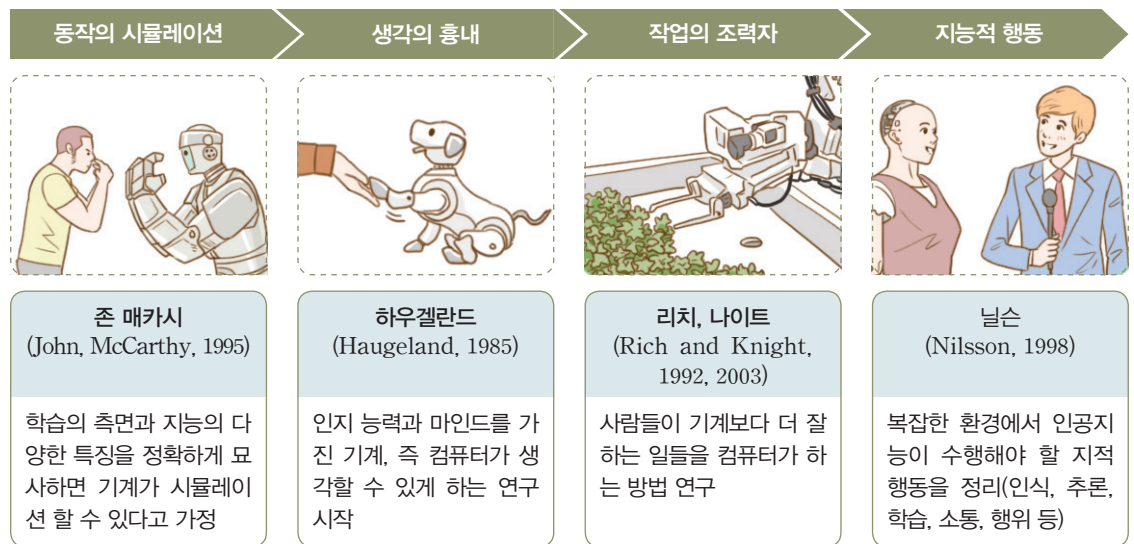 동작의 시뮬레이션
생각의 흉내
작업의 조력자
지능적 행동
존 매카시
(John, McCarthy, 1995)
학습의 측면과 지능의 다
양한 특징을 정확하게 묘
사하면 기계가 시뮬레이
션 할 수 있다고 가정
하우겔란드
(Haugeland, 1985)
인지 능력과 마인드를 가
진 기계, 즉 컴퓨터가 생
각할 수 있게 하는 연구
시작
리치, 나이트
(Rich and Knight,
1992, 2003)
사람들이 기계보다 더 잘
하는 일들을 컴퓨터가 하
는 방법 연구
닐슨
(Nilsson, 1998)
복잡한 환경에서 인공지
능이 수행해야 할 지적
행동을 정리(인식, 추론,
학습, 소통, 행위 등)